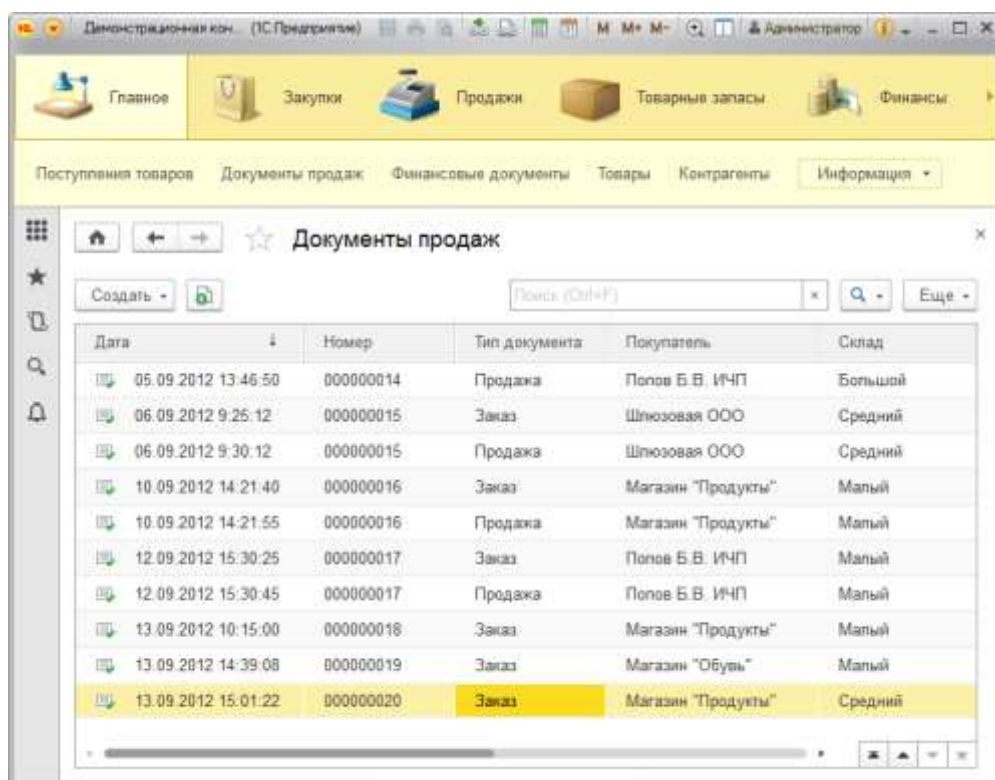 Демонстрационная кон... (1С:Предприятие) M M+ M- Администратор
Главное Закупки Продажи Товарные запасы Финансы
Поступления товаров Документы продаж Финансовые документы Товары Контрагенты Информация
Документы продаж
Создать Поиск (Ctrl+F) Еще
Дата Номер Тип документа Покупатель Склад
05.09.2012 13:46:50 000000014 Продажа Попов Б.В. ИЧП Большой
06.09.2012 9:25:12 000000015 Заказ Шлюзовая ООО Средний
06.09.2012 9:30:12 000000015 Продажа Шлюзовая ООО Средний
10.09.2012 14:21:40 000000016 Заказ Магазин "Продукты" Малый
10.09.2012 14:21:55 000000016 Продажа Магазин "Продукты" Малый
12.09.2012 15:30:25 000000017 Заказ Попов Б.В. ИЧП Малый
12.09.2012 15:30:45 000000017 Продажа Попов Б.В. ИЧП Малый
13.09.2012 10:15:00 000000018 Заказ Магазин "Продукты" Малый
13.09.2012 14:39:08 000000019 Заказ Магазин "Обувь" Малый
13.09.2012 15:01:22 000000020 Заказ Магазин "Продукты" Средний